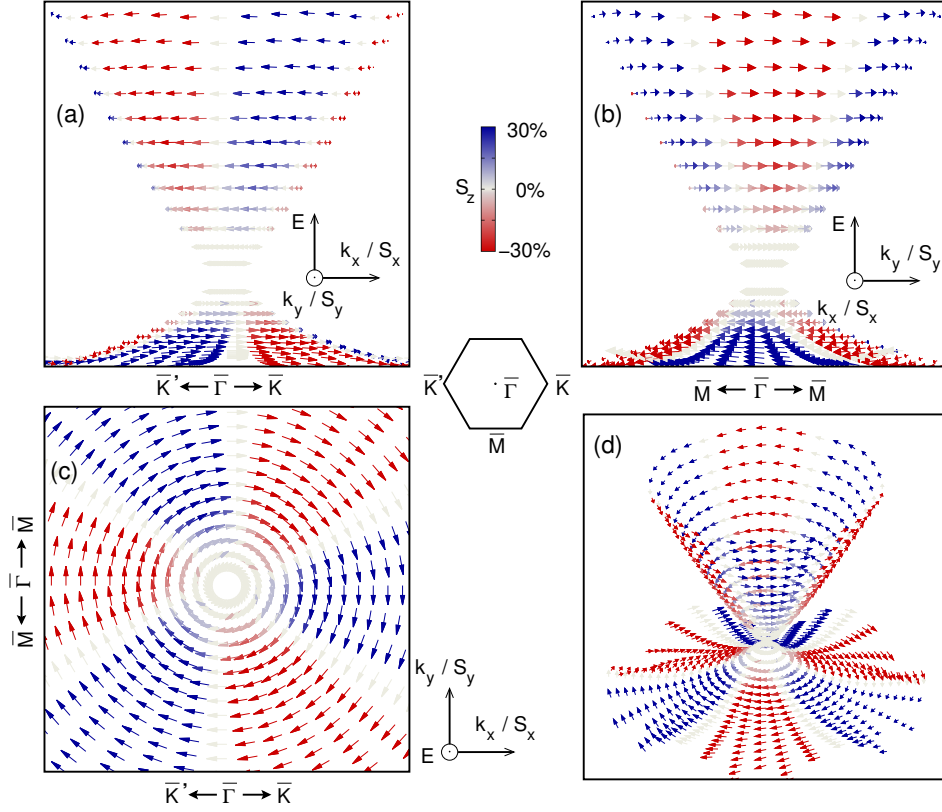 (a)
E
k_x / S_x
k_y / S_y
K̅' ← Γ̅ → K̅
30%
0%
−30%
S_z
(b)
E
k_y / S_y
k_x / S_x
M̅ ← Γ̅ → M̅
K̅'
Γ̅
K̅
M̅
(c)
M̅ ← Γ̅ → M̅
K̅' ← Γ̅ → K̅
k_y / S_y
k_x / S_x
E
(d)